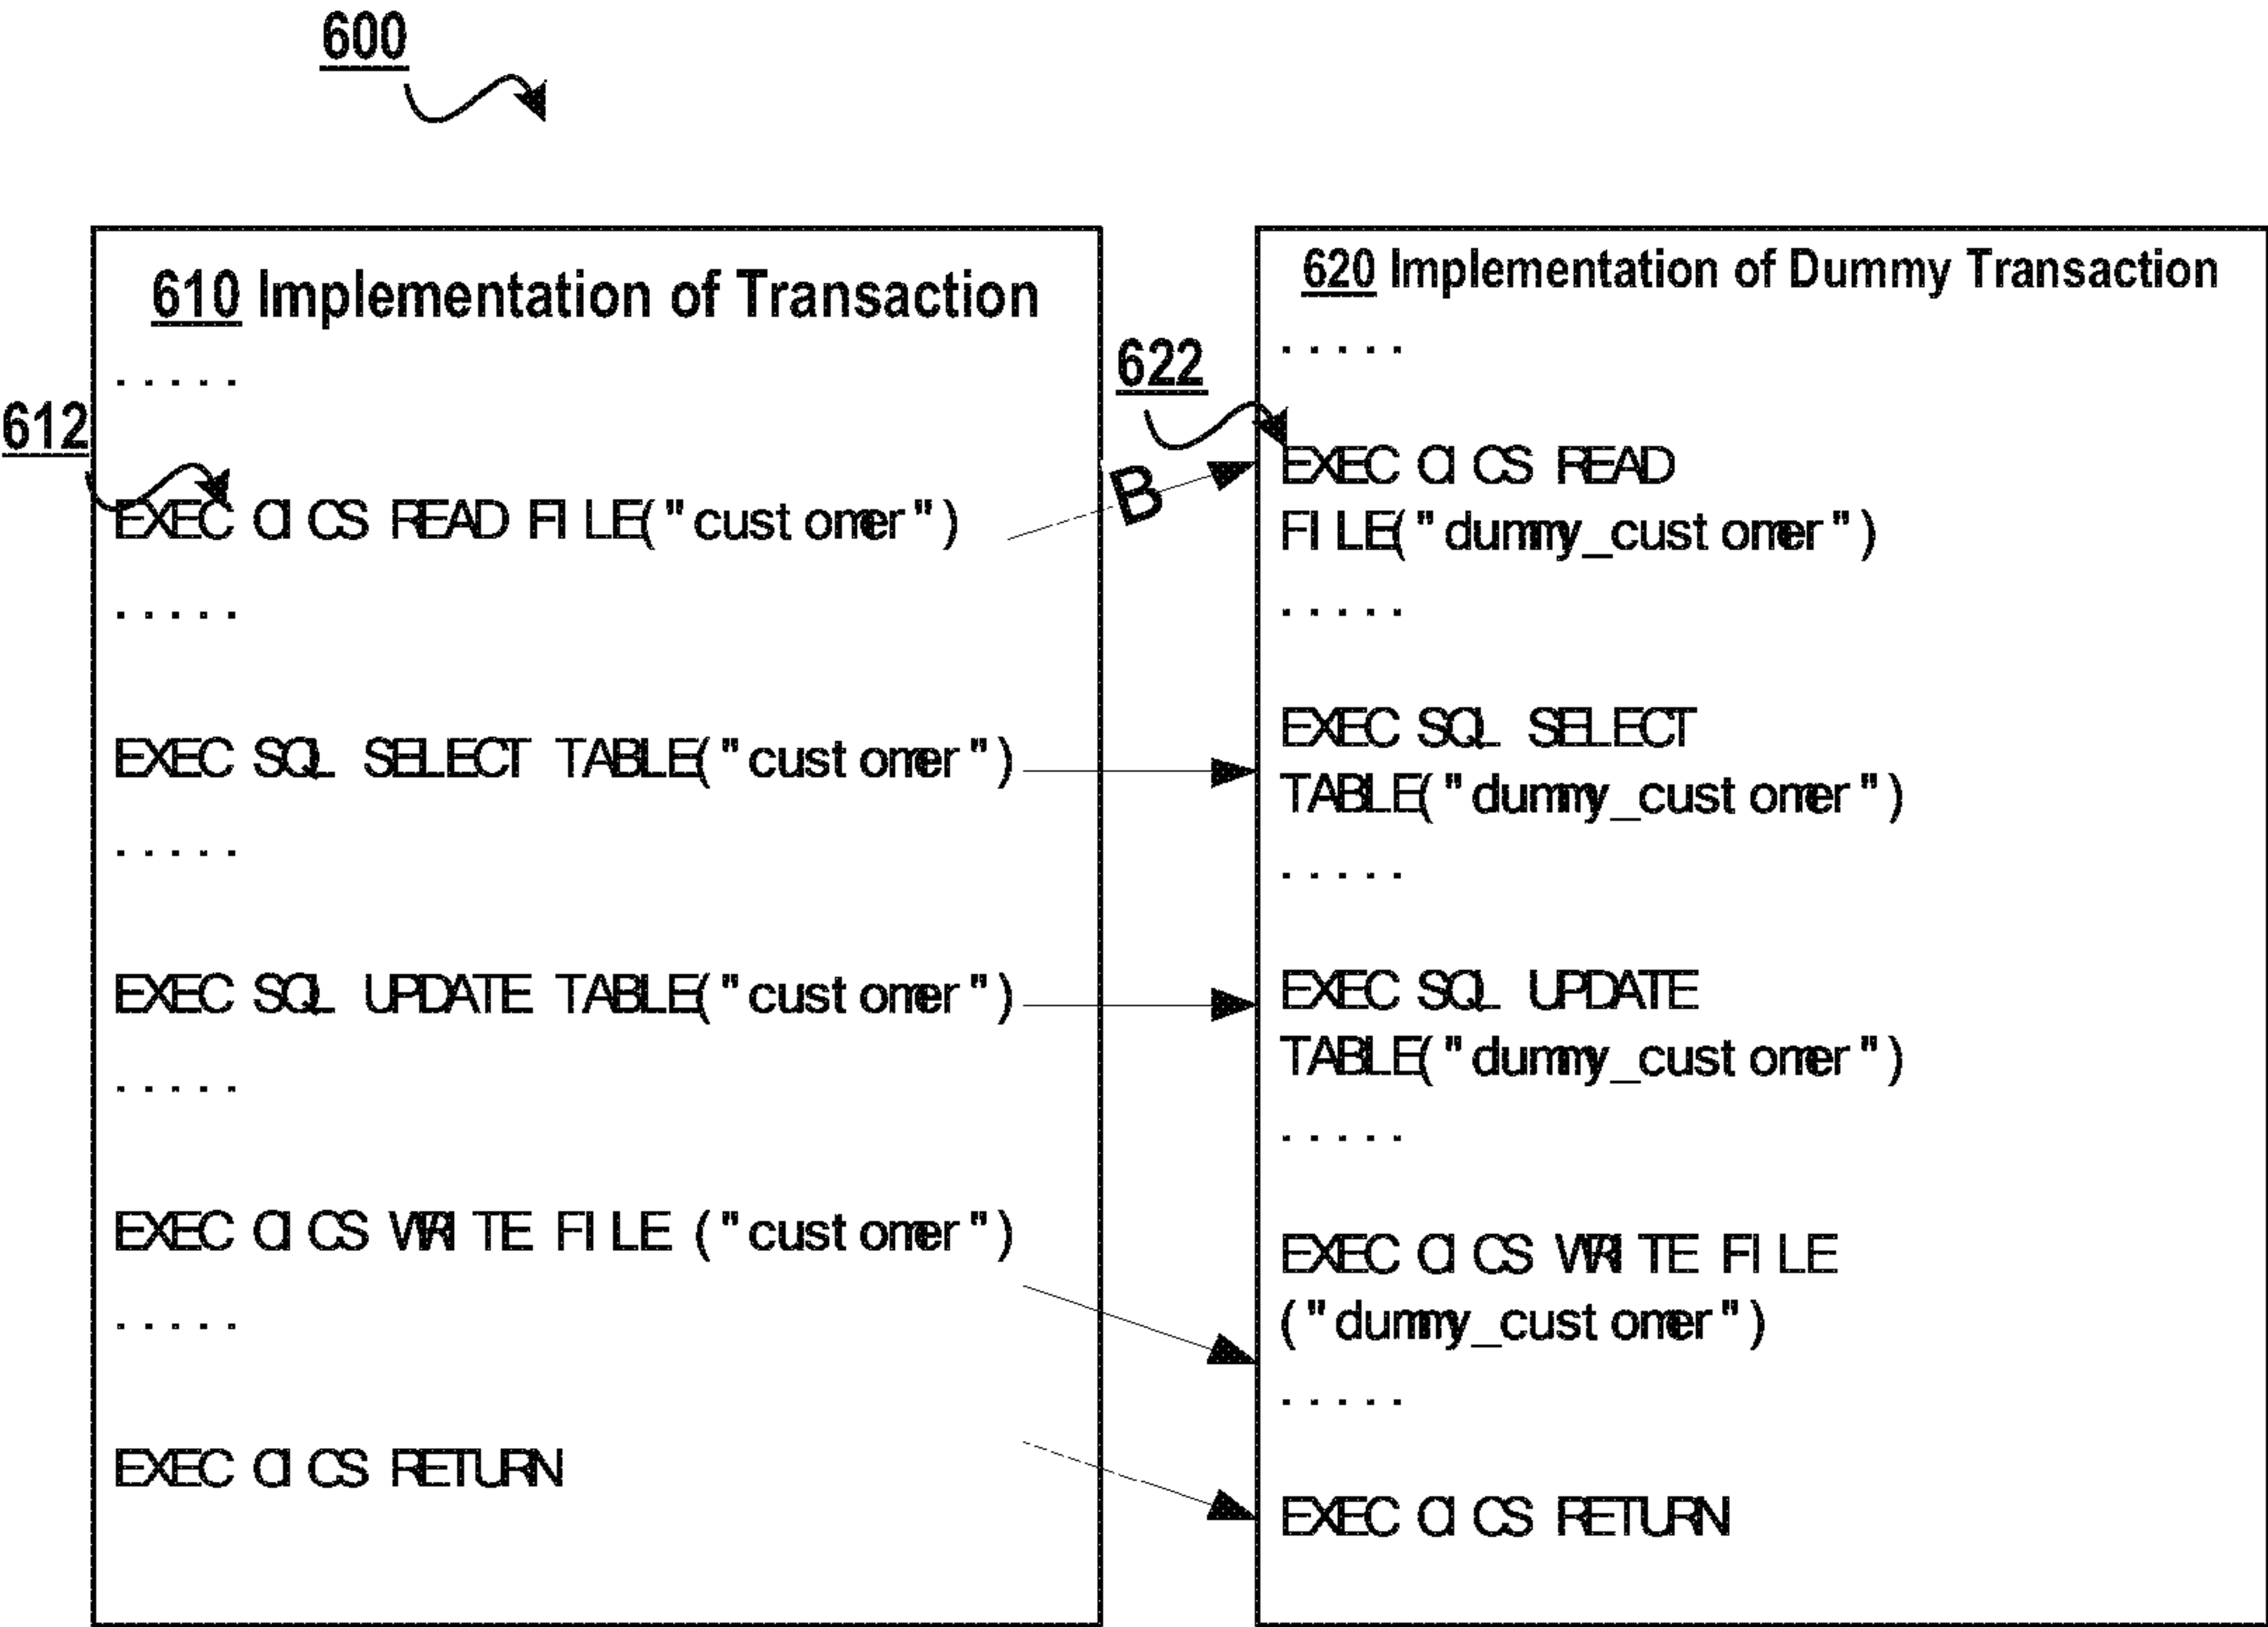 600
610 Implementation of Transaction
.....
612
EXEC CICS READ FILE("customer")
.....
EXEC SQL SELECT TABLE("customer")
.....
EXEC SQL UPDATE TABLE("customer")
.....
EXEC CICS WRITE FILE ("customer")
.....
EXEC CICS RETURN
B
620 Implementation of Dummy Transaction
.....
622
EXEC CICS READ
FILE("dummy_customer")
.....
EXEC SQL SELECT
TABLE("dummy_customer")
.....
EXEC SQL UPDATE
TABLE("dummy_customer")
.....
EXEC CICS WRITE FILE
("dummy_customer")
.....
EXEC CICS RETURN